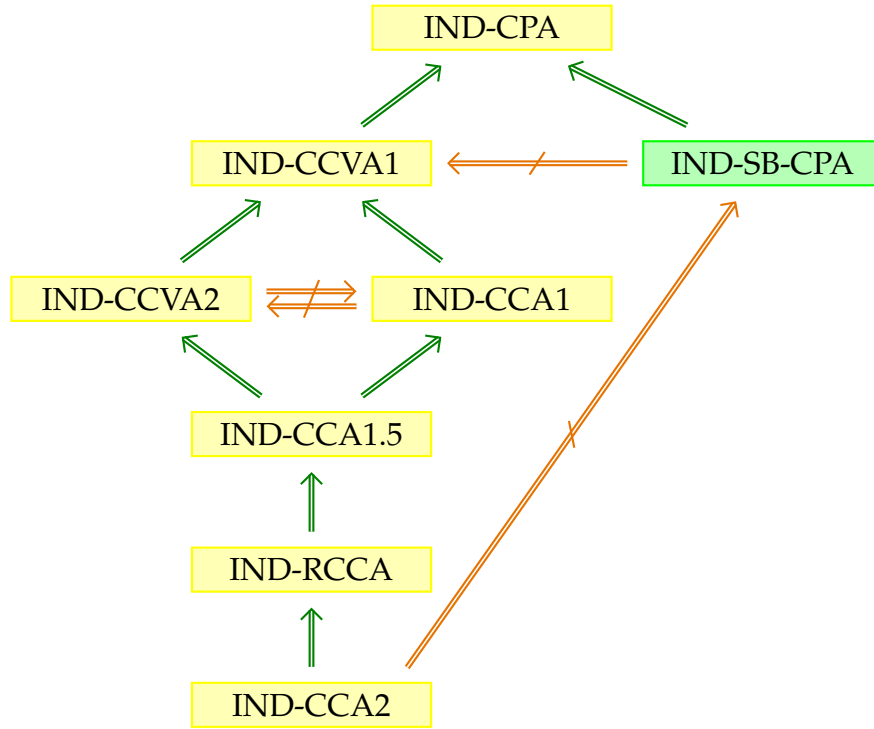 IND-CPA
IND-CCVA1
IND-SB-CPA
IND-CCVA2
IND-CCA1
IND-CCA1.5
IND-RCCA
IND-CCA2